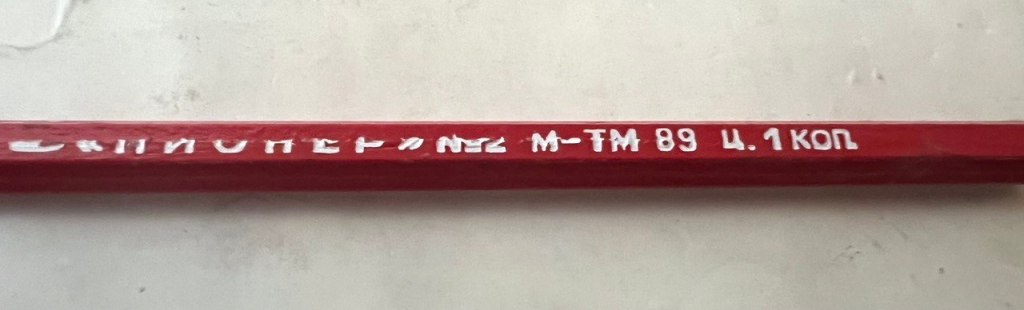 «ПИОНЕР» №2 М-ТМ 89 Ц. 1 КОП